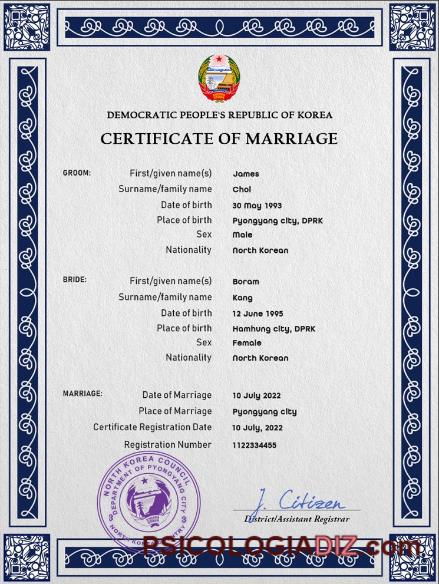 DEMOCRATIC PEOPLE'S REPUBLIC OF KOREA
CERTIFICATE OF MARRIAGE
GROOM: First/given name(s) James
Surname/family name Choi
Date of birth 30 May 1993
Place of birth Pyongyang city, DPRK
Sex Male
Nationality North Korean
BRIDE: First/given name(s) Boram
Surname/family name Kang
Date of birth 12 June 1995
Place of birth Hamhung city, DPRK
Sex Female
Nationality North Korean
MARRIAGE: Date of Marriage 10 July 2022
Place of Marriage Pyongyang city
Certificate Registration Date 10 July, 2022
Registration Number 1122334455
NORTH KOREA COUNCIL
DEPARTMENT OF PYONGYANG CITY
J. Citizen
District/Assistant Registrar
PSICOLOGIADIZ.com